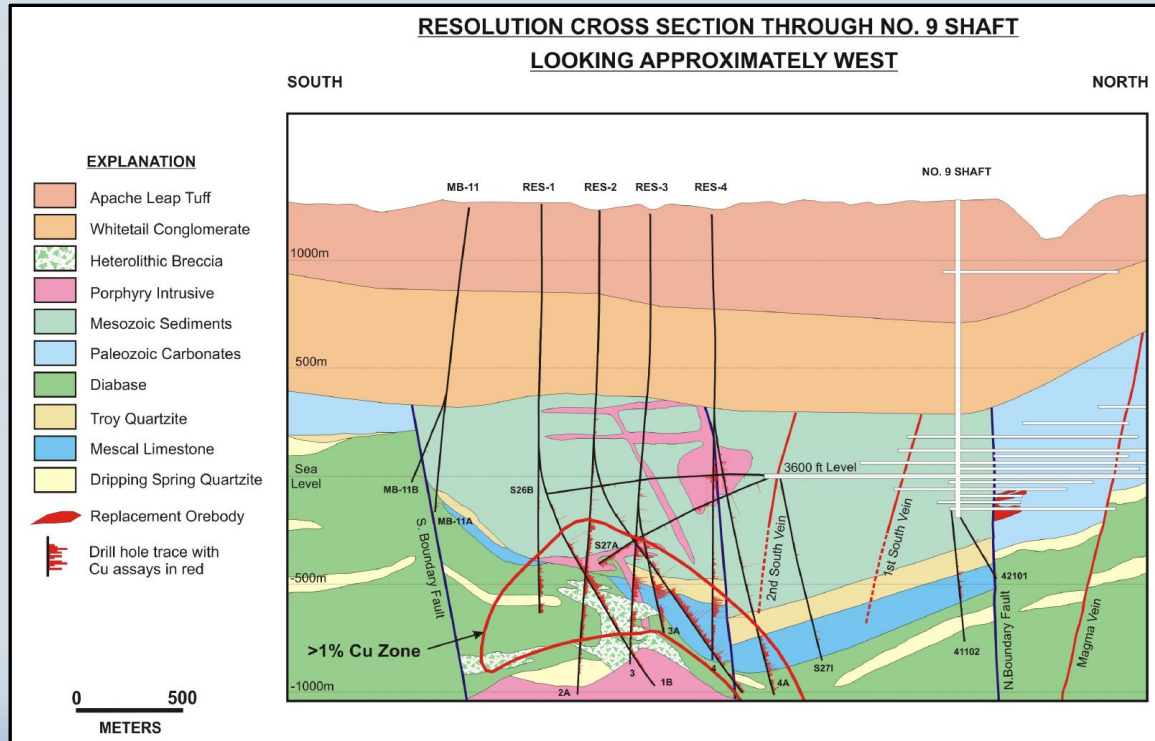 RESOLUTION CROSS SECTION THROUGH NO. 9 SHAFT
LOOKING APPROXIMATELY WEST
SOUTH
NORTH
EXPLANATION
Apache Leap Tuff
Whitetail Conglomerate
Heterolithic Breccia
Porphyry Intrusive
Mesozoic Sediments
Paleozoic Carbonates
Diabase
Troy Quartzite
Mescal Limestone
Dripping Spring Quartzite
Replacement Orebody
Drill hole trace with
Cu assays in red
0 500
METERS
MB-11
RES-1
RES-2
RES-3
RES-4
NO. 9 SHAFT
1000m
500m
Sea
Level
-500m
-1000m
3600 ft Level
MB-11B
MB-11A
S26B
S27A
S. Boundary Fault
2nd South Vein
1st South Vein
N.Boundary Fault
Magma Vein
42101
41102
S27I
>1% Cu Zone
2A
3
1B
3A
4
4A